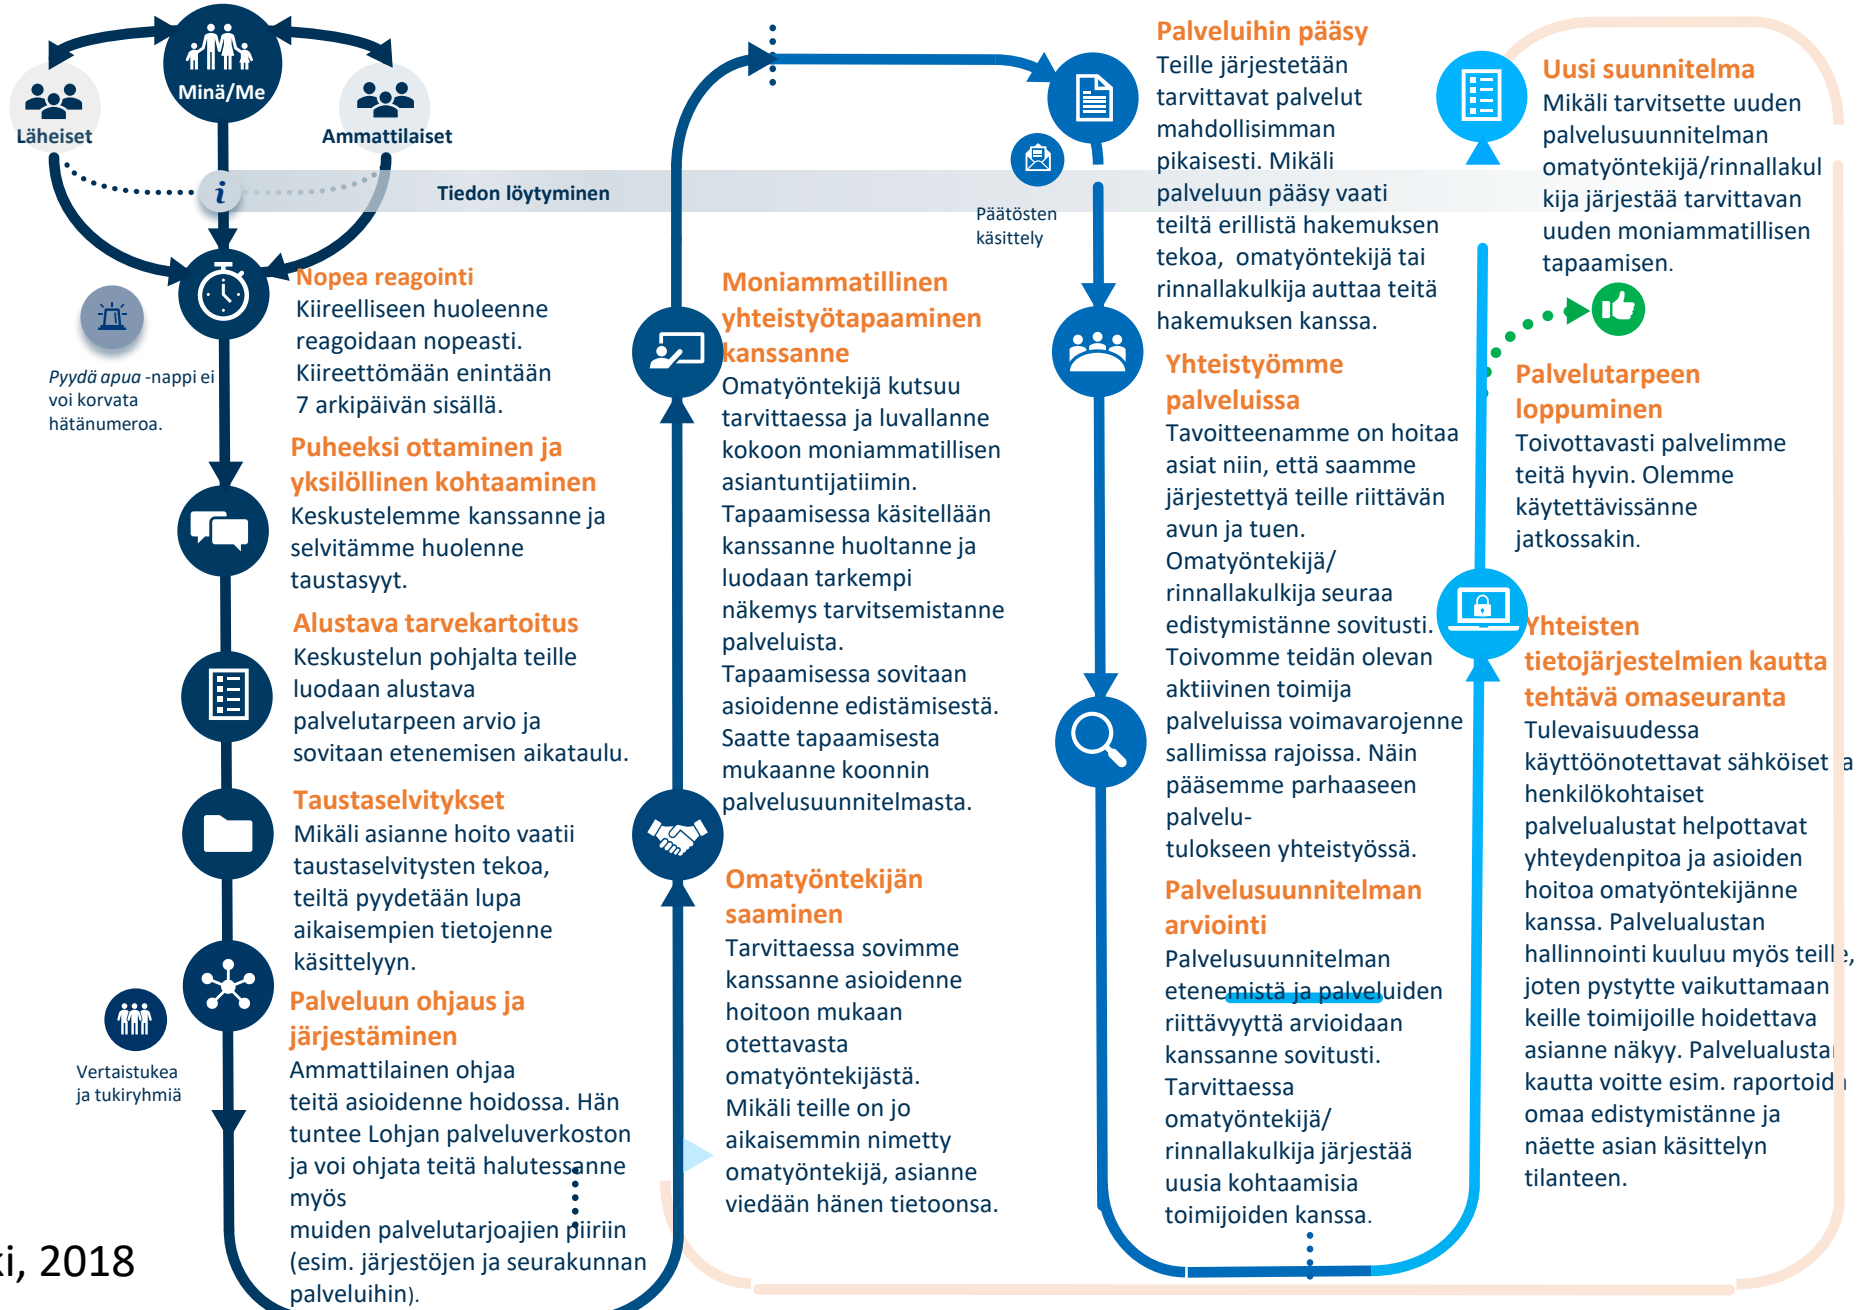 Minä/Me
Läheiset
Ammattilaiset
i
Tiedon löytyminen
Nopea reagointi
Kiireelliseen huoleenne
reagoidaan nopeasti.
Kiireettömään enintään
7 arkipäivän sisällä.
Pyydä apua -nappi ei
voi korvata
hätänumeroa.
Puheeksi ottaminen ja
yksilöllinen kohtaaminen
Keskustelemme kanssanne ja
selvitämme huolenne
taustasyyt.
Alustava tarvekartoitus
Keskustelun pohjalta teille
luodaan alustava
palvelutarpeen arvio ja
sovitaan etenemisen aikataulu.
Taustaselvitykset
Mikäli asianne hoito vaatii
taustaselvitysten tekoa,
teiltä pyydetään lupa
aikaisempien tietojenne
käsittelyyn.
Palveluun ohjaus ja
järjestäminen
Ammattilainen ohjaa
teitä asioidenne hoidossa. Hän
tuntee Lohjan palveluverkoston
ja voi ohjata teitä halutessanne
myös
muiden palvelutarjoajien piiriin
(esim. järjestöjen ja seurakunnan
palveluihin).
Vertaistukea
ja tukiryhmiä
ki, 2018
Moniammatillinen
yhteistyötapaaminen
kanssanne
Omatyöntekijä kutsuu
tarvittaessa ja luvallanne
kokoon moniammatillisen
asiantuntijatiimin.
Tapaamisessa käsitellään
kanssanne huoltanne ja
luodaan tarkempi
näkemys tarvitsemistanne
palveluista.
Tapaamisessa sovitaan
asioidenne edistämisestä.
Saatte tapaamisesta
mukaanne koonnin
palvelusuunnitelmasta.
Omatyöntekijän
saaminen
Tarvittaessa sovimme
kanssanne asioidenne
hoitoon mukaan
otettavasta
omatyöntekijästä.
Mikäli teille on jo
aikaisemmin nimetty
omatyöntekijä, asianne
viedään hänen tietoonsa.
Päätösten
käsittely
Palveluihin pääsy
Teille järjestetään
tarvittavat palvelut
mahdollisimman
pikaisesti. Mikäli
palveluun pääsy vaati
teiltä erillistä hakemuksen
tekoa, omatyöntekijä tai
rinnallakulkija auttaa teitä
hakemuksen kanssa.
Yhteistyömme
palveluissa
Tavoitteenamme on hoitaa
asiat niin, että saamme
järjestettyä teille riittävän
avun ja tuen.
Omatyöntekijä/
rinnallakulkija seuraa
edistymistänne sovitusti.
Toivomme teidän olevan
aktiivinen toimija
palveluissa voimavarojenne
sallimissa rajoissa. Näin
pääsemme parhaaseen
palvelu-
tulokseen yhteistyössä.
Palvelusuunnitelman
arviointi
Palvelusuunnitelman
etenemistä ja palveluiden
riittävyyttä arvioidaan
kanssanne sovitusti.
Tarvittaessa
omatyöntekijä/
rinnallakulkija järjestää
uusia kohtaamisia
toimijoiden kanssa.
Uusi suunnitelma
Mikäli tarvitsette uuden
palvelusuunnitelman
omatyöntekijä/rinnallakul
kija järjestää tarvittavan
uuden moniammatillisen
tapaamisen.
Palvelutarpeen
loppuminen
Toivottavasti palvelimme
teitä hyvin. Olemme
käytettävissänne
jatkossakin.
Yhteisten
tietojärjestelmien kautta
tehtävä omaseuranta
Tulevaisuudessa
käyttöönotettavat sähköiset ja
henkilökohtaiset
palvelualustat helpottavat
yhteydenpitoa ja asioiden
hoitoa omatyöntekijänne
kanssa. Palvelualustan
hallinnointi kuuluu myös teille,
joten pystytte vaikuttamaan
keille toimijoille hoidettava
asianne näkyy. Palvelualustan
kautta voitte esim. raportoida
omaa edistymistänne ja
näette asian käsittelyn
tilanteen.